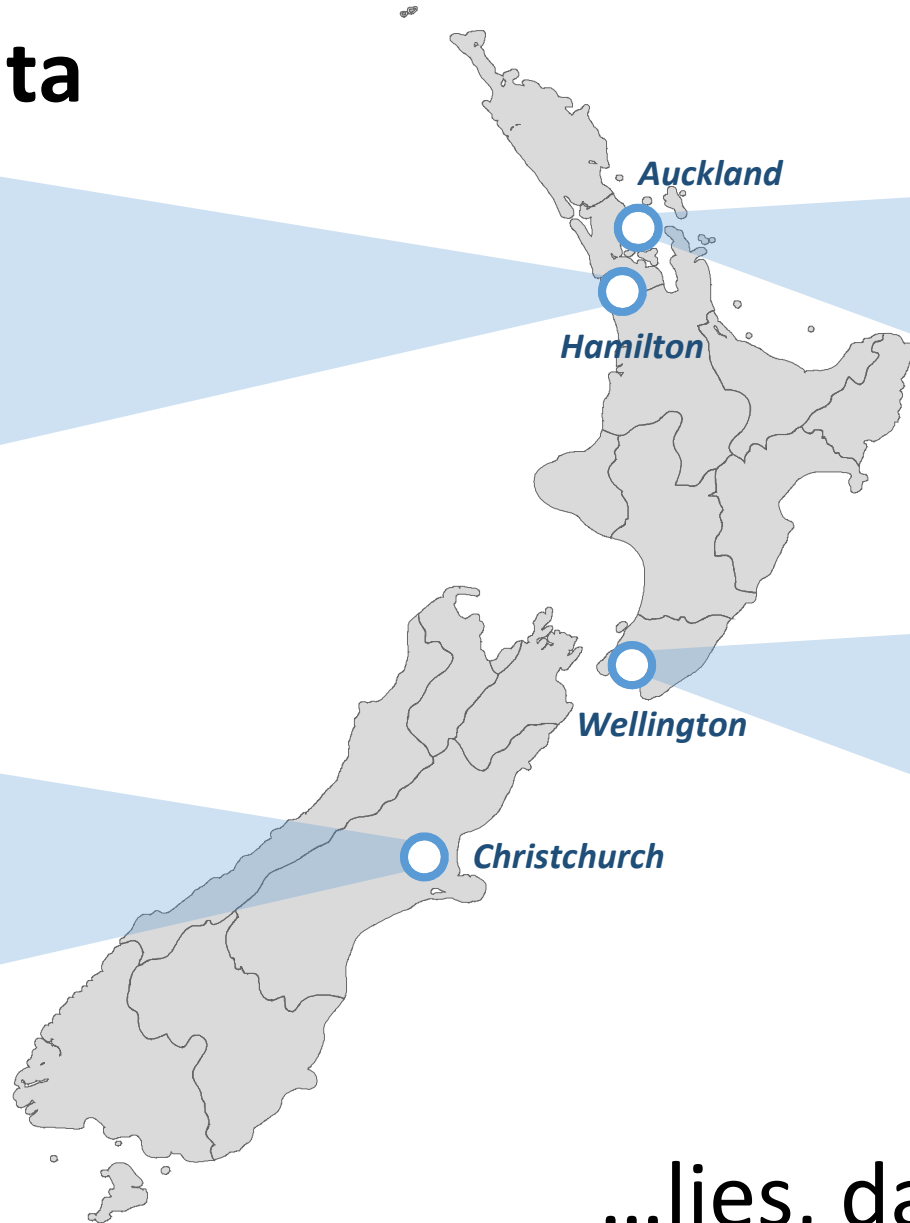 ta
Auckland
Hamilton
Wellington
Christchurch
...lies, da